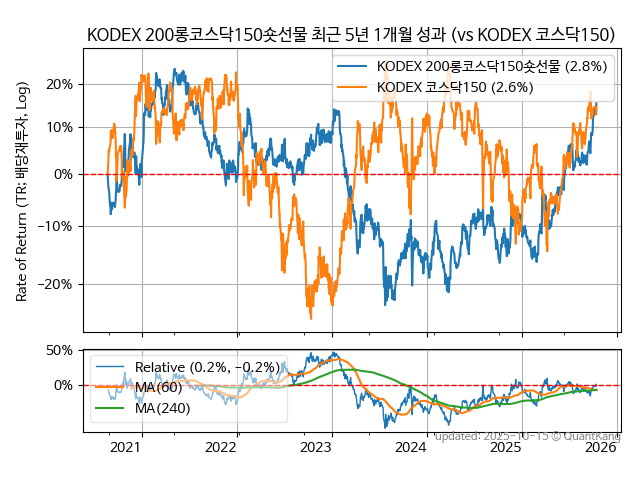 KODEX 200롱코스닥150숏선물 최근 5년 1개월 성과 (vs KODEX 코스닥150)
Rate of Return (TR: 배당재투자, Log)
KODEX 200롱코스닥150숏선물 (2.8%)
KODEX 코스닥150 (2.6%)
20%
10%
0%
−10%
−20%
50%
0%
Relative (0.2%, −0.2%)
MA(60)
MA(240)
2021 2022 2023 2024 2025 2026
updated: 2025-10-15 © QuantKang